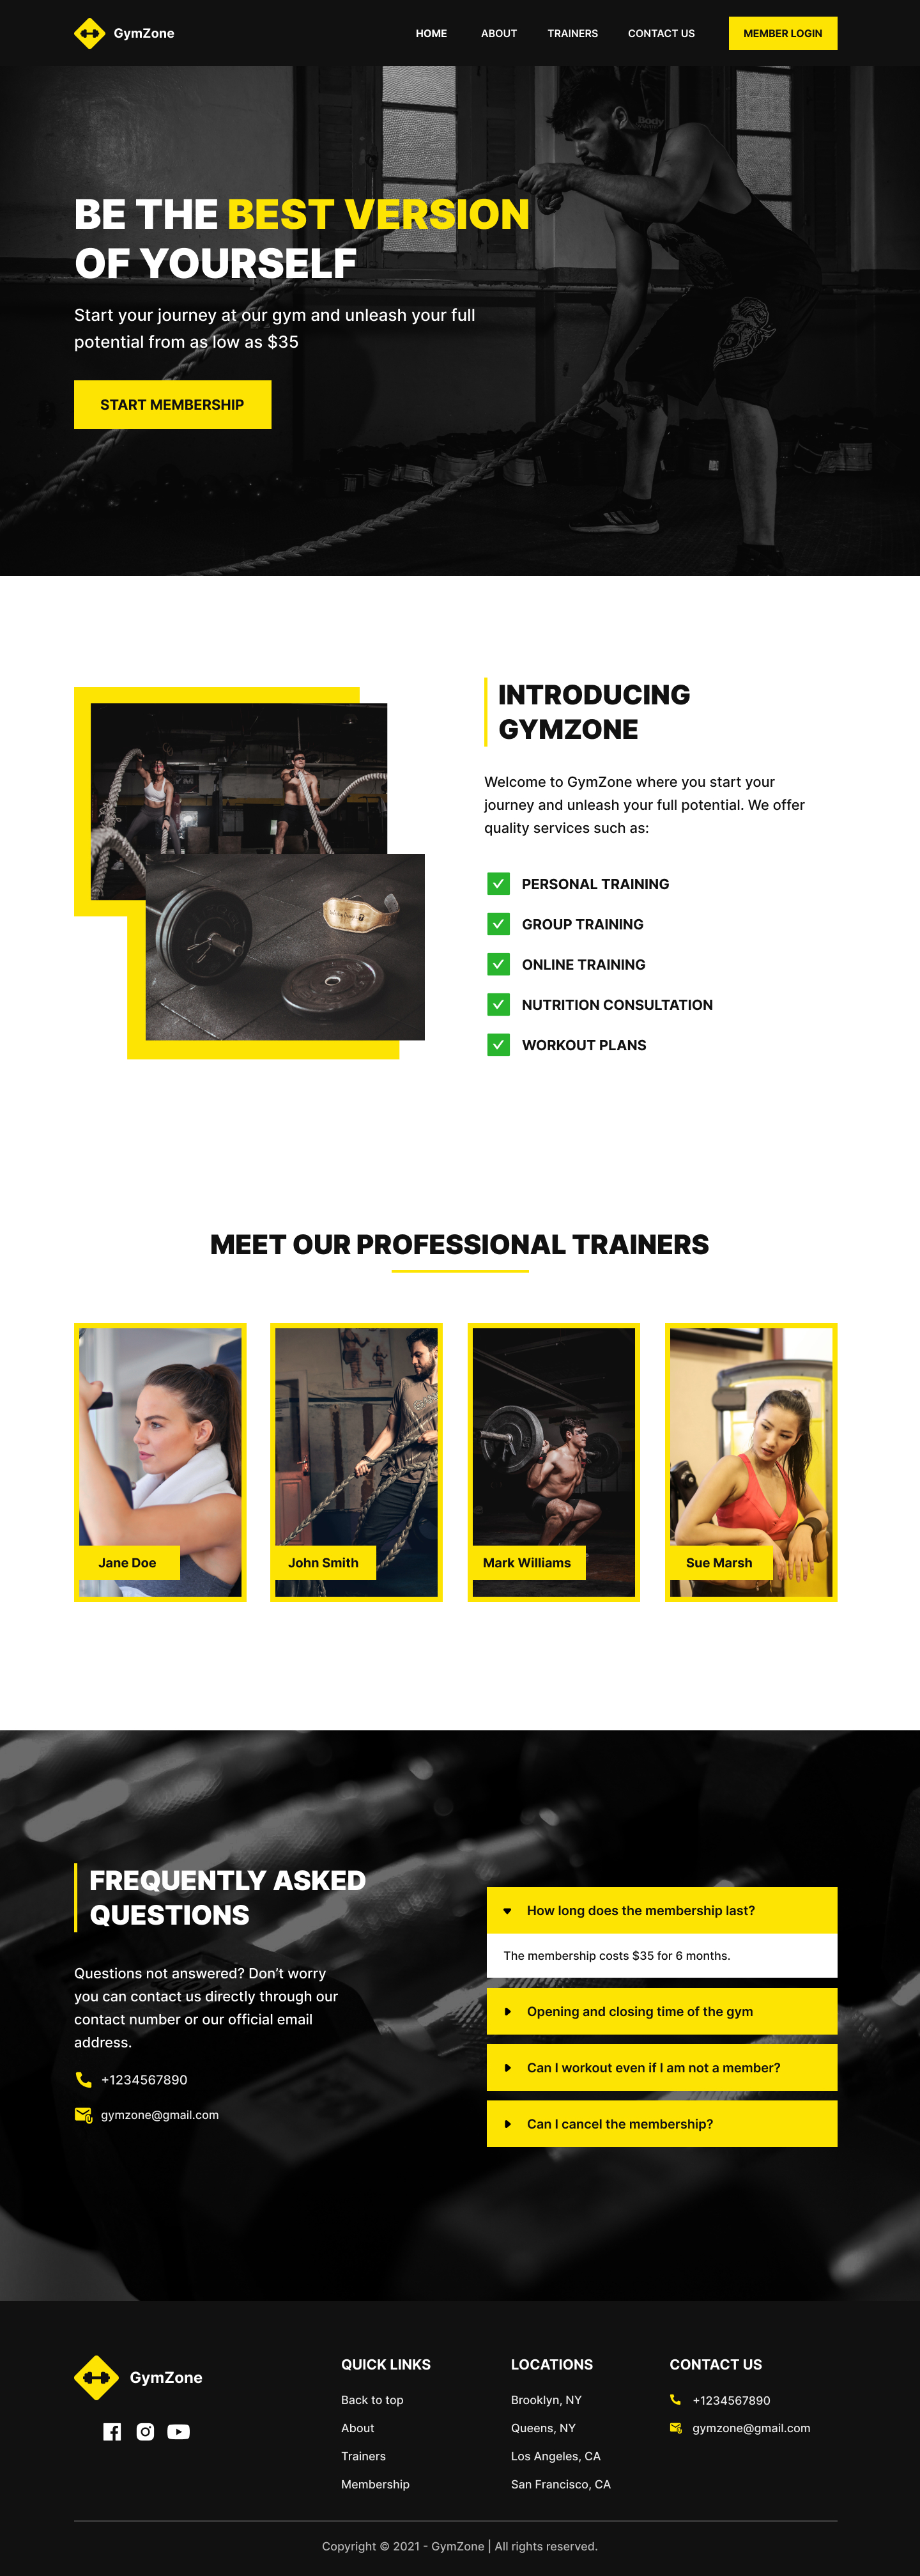 GymZone
HOME
ABOUT
TRAINERS
CONTACT US
MEMBER LOGIN
BE THE BEST VERSION
OF YOURSELF
Start your journey at our gym and unleash your full
potential from as low as $35
START MEMBERSHIP
INTRODUCING
GYMZONE
Welcome to GymZone where you start your
journey and unleash your full potential. We offer
quality services such as:
PERSONAL TRAINING
GROUP TRAINING
ONLINE TRAINING
NUTRITION CONSULTATION
WORKOUT PLANS
MEET OUR PROFESSIONAL TRAINERS
Jane Doe
John Smith
Mark Williams
Sue Marsh
FREQUENTLY ASKED
QUESTIONS
Questions not answered? Don’t worry
you can contact us directly through our
contact number or our official email
address.
+1234567890
gymzone@gmail.com
How long does the membership last?
The membership costs $35 for 6 months.
Opening and closing time of the gym
Can I workout even if I am not a member?
Can I cancel the membership?
GymZone
QUICK LINKS
Back to top
About
Trainers
Membership
LOCATIONS
Brooklyn, NY
Queens, NY
Los Angeles, CA
San Francisco, CA
CONTACT US
+1234567890
gymzone@gmail.com
Copyright © 2021 - GymZone | All rights reserved.